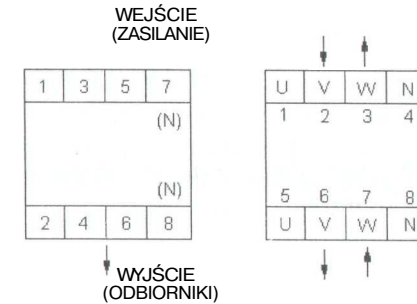 WEJŚCIE
(ZASILANIE)
1 3 5 7
(N)
(N)
2 4 6 8
WYJŚCIE
(ODBIORNIKI)
U V W N
1 2 3 4
5 6 7 8
U V W N